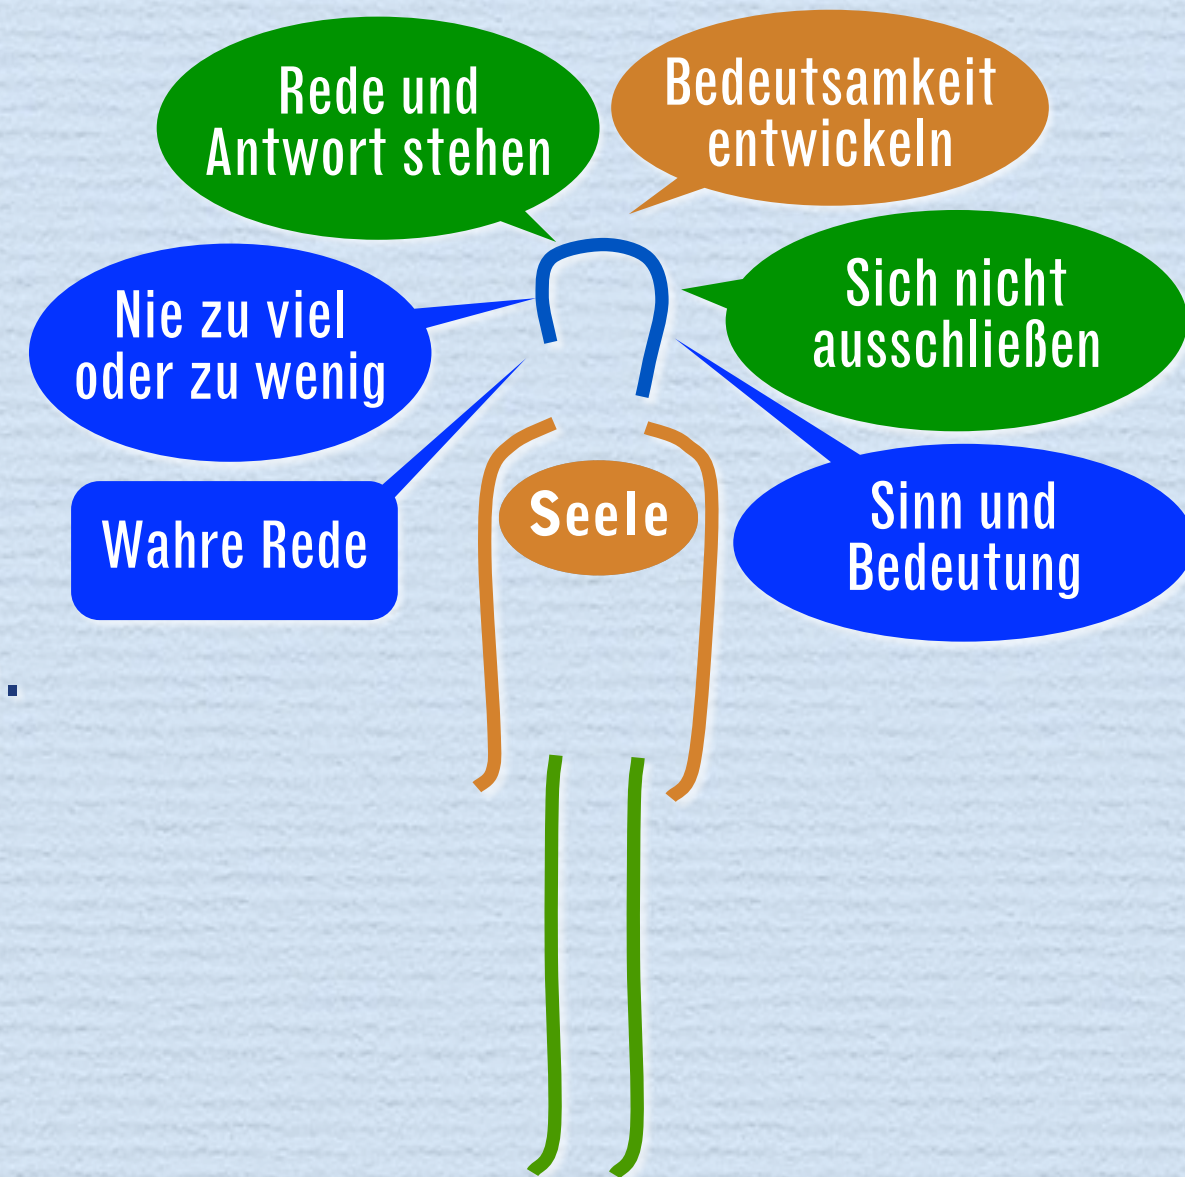 Rede und
Antwort stehen
Bedeutsamkeit
entwickeln
Nie zu viel
oder zu wenig
Sich nicht
ausschließen
Wahre Rede
Seele
Sinn und
Bedeutung